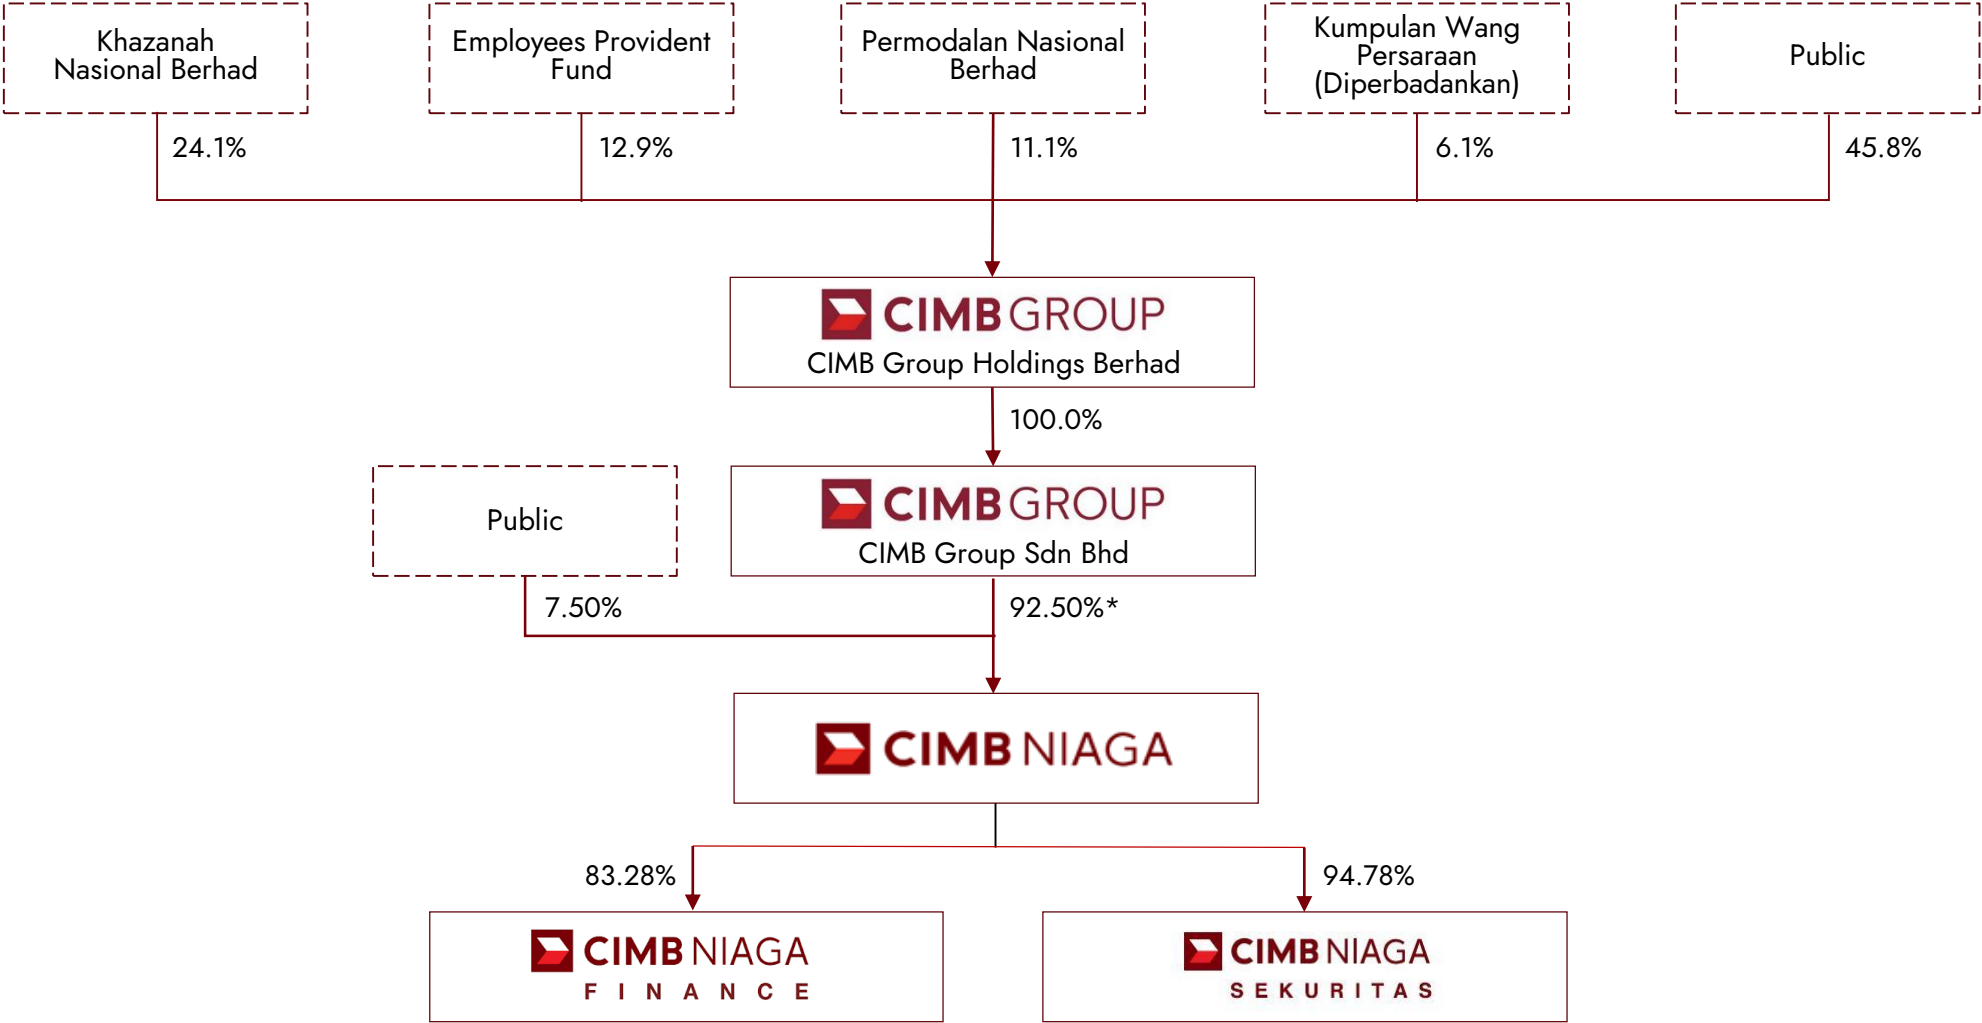 Khazanah
Nasional Berhad
Employees Provident
Fund
Permodalan Nasional
Berhad
Kumpulan Wang
Persaraan
(Diperbadankan)
Public
24.1%
12.9%
11.1%
6.1%
45.8%
CIMB GROUP
CIMB Group Holdings Berhad
100.0%
Public
CIMB GROUP
CIMB Group Sdn Bhd
7.50%
92.50%*
CIMB NIAGA
83.28%
94.78%
CIMB NIAGA
FINANCE
CIMB NIAGA
SEKURITAS